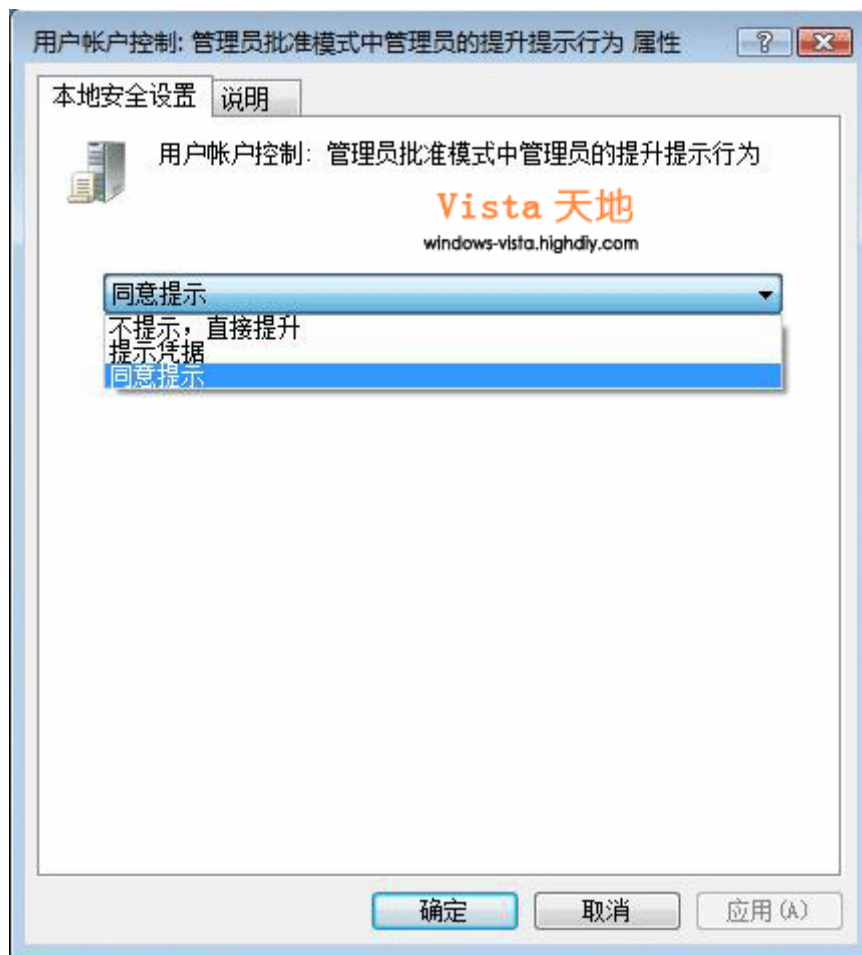 用户帐户控制: 管理员批准模式中管理员的提升提示行为 属性
本地安全设置
说明
用户帐户控制: 管理员批准模式中管理员的提升提示行为
Vista 天地
windows-vista.highdiy.com
同意提示
不提示，直接提升
提示凭据
同意提示
确定
取消
应用(A)